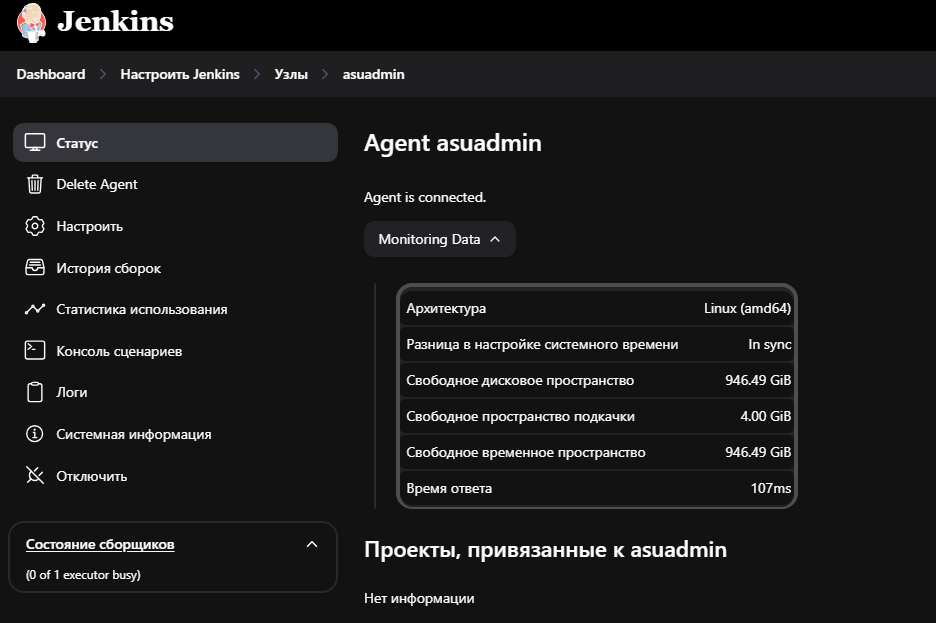 Jenkins
Dashboard > Настроить Jenkins > Узлы > asuadmin
Статус
Delete Agent
Настроить
История сборок
Статистика использования
Консоль сценариев
Логи
Системная информация
Отключить
Состояние сборщиков
(0 of 1 executor busy)
Agent asuadmin
Agent is connected.
Monitoring Data
Архитектура Linux (amd64)
Разница в настройке системного времени In sync
Свободное дисковое пространство 946.49 GiB
Свободное пространство подкачки 4.00 GiB
Свободное временное пространство 946.49 GiB
Время ответа 107ms
Проекты, привязанные к asuadmin
Нет информации